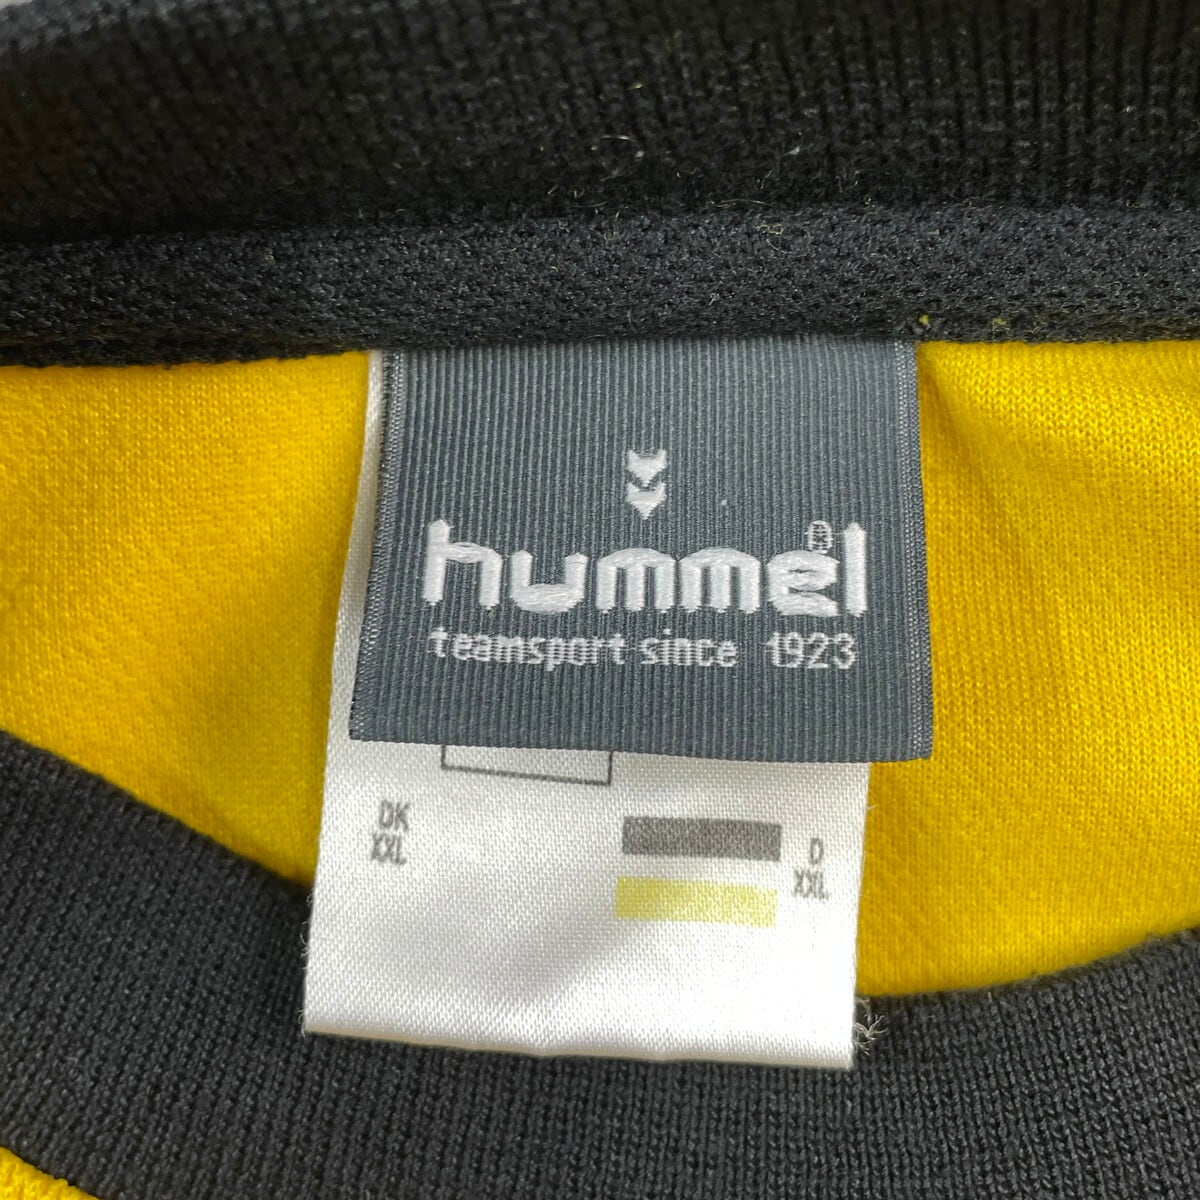 hummel®
teamsport since 1923
DK
XXL
D
XXL